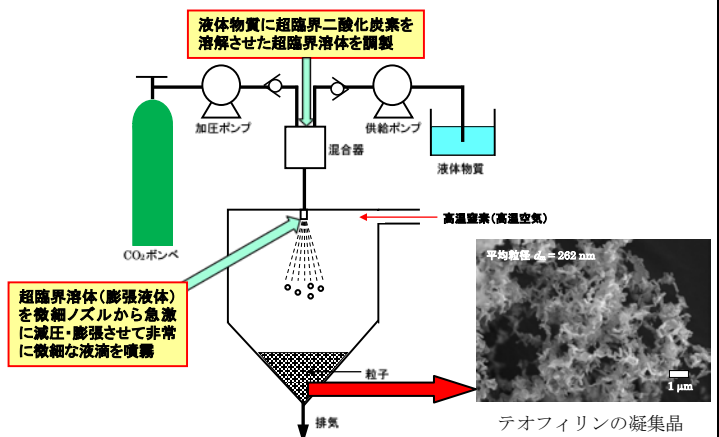 液体物質に超臨界二酸化炭素を
溶解させた超臨界溶体を調製
加圧ポンプ
供給ポンプ
混合器
液体物質
高温窒素(高温空気)
CO₂ボンベ
平均粒径 dₘ = 262 nm
超臨界溶体(膨張液体)
を微細ノズルから急激
に減圧・膨張させて非常
に微細な液滴を噴霧
粒子
1 μm
排気
テオフィリンの凝集晶